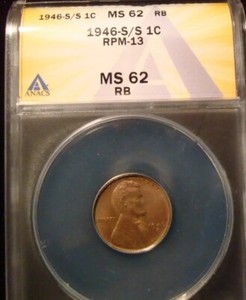 1946-S/S 1C MS 62 RB
1946-S/S 1C
RPM-13
ANACS
MS 62
RB